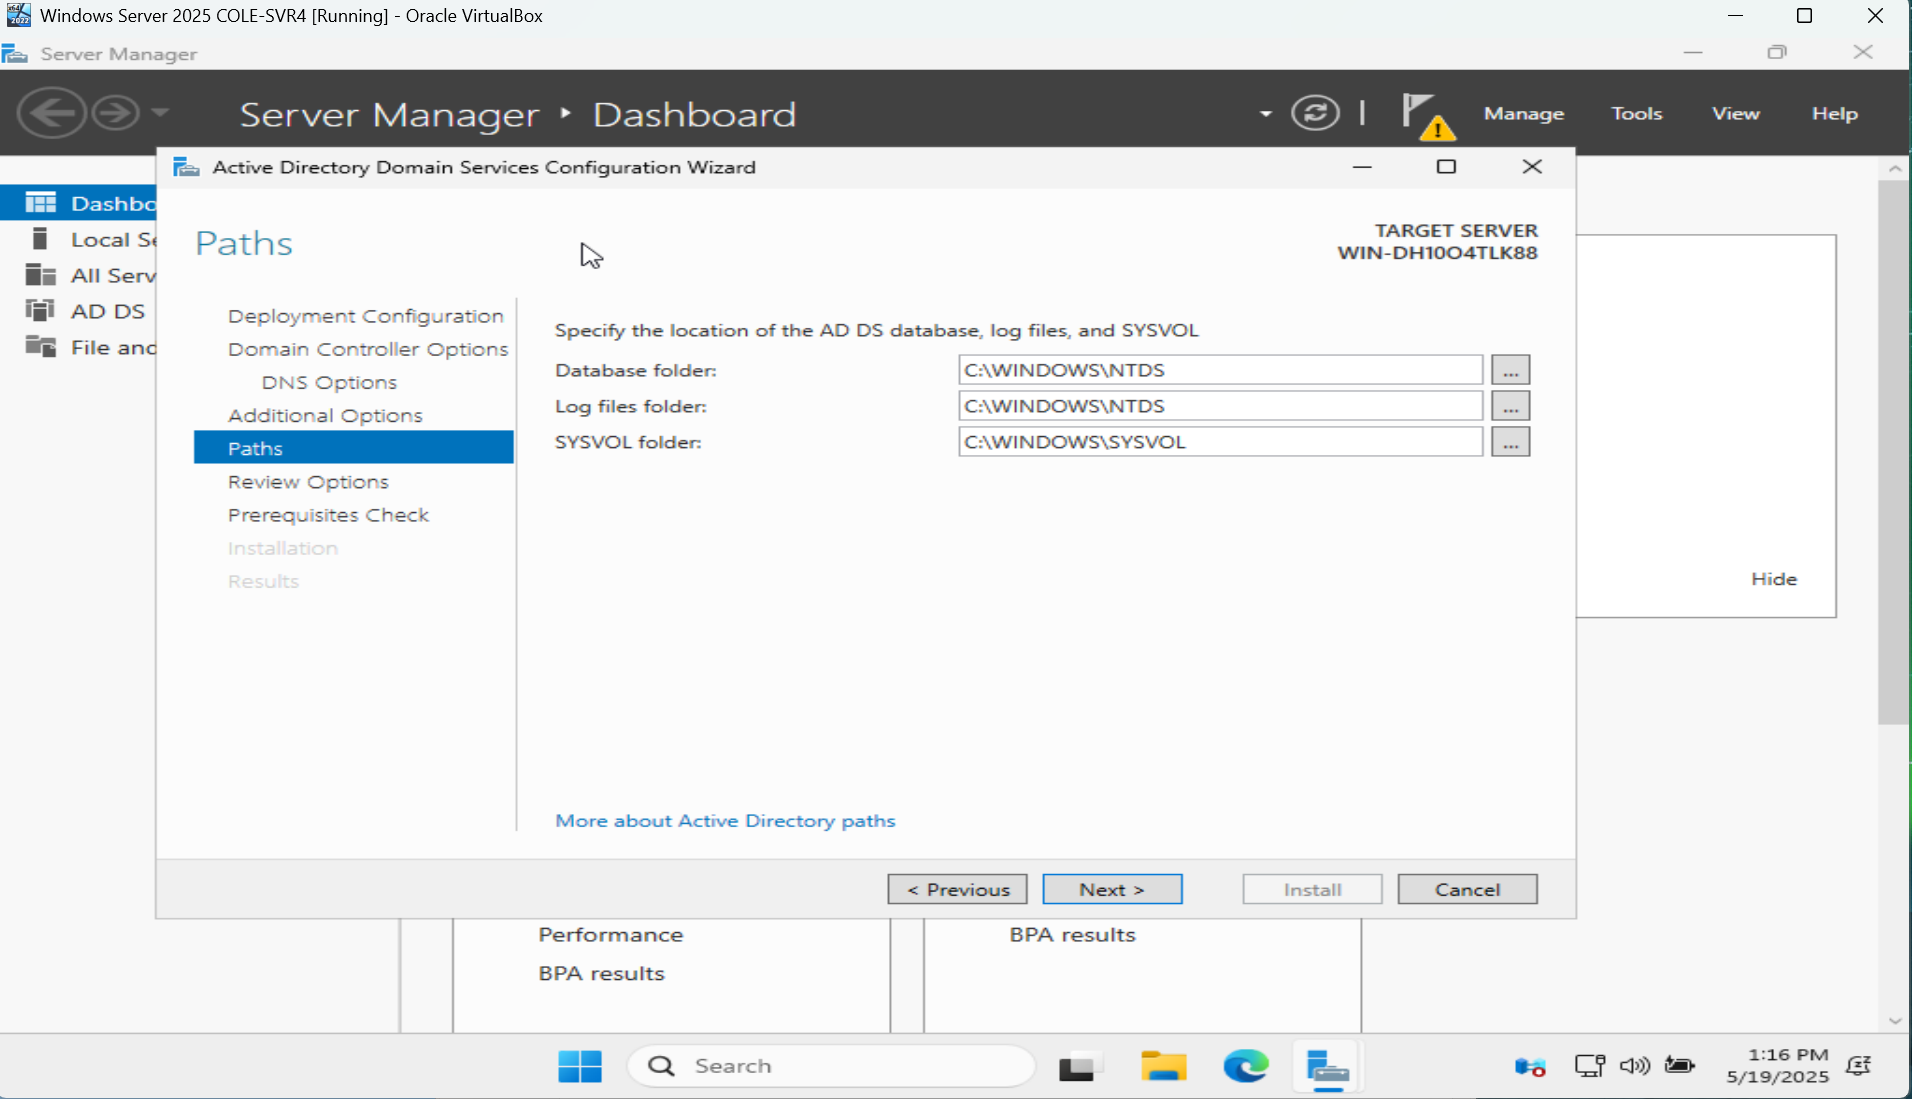 Windows Server 2025 COLE-SVR4 [Running] - Oracle VirtualBox
Server Manager
Server Manager ‣ Dashboard
Manage Tools View Help
Active Directory Domain Services Configuration Wizard
Dashbo
Local Se
All Serv
AD DS
File and
Paths
TARGET SERVER
WIN-DH10O4TLK88
Deployment Configuration
Domain Controller Options
DNS Options
Additional Options
Paths
Review Options
Prerequisites Check
Installation
Results
Specify the location of the AD DS database, log files, and SYSVOL
Database folder: C:\WINDOWS\NTDS ...
Log files folder: C:\WINDOWS\NTDS ...
SYSVOL folder: C:\WINDOWS\SYSVOL ...
More about Active Directory paths
< Previous Next > Install Cancel
Hide
Performance
BPA results
BPA results
Search
1:16 PM
5/19/2025